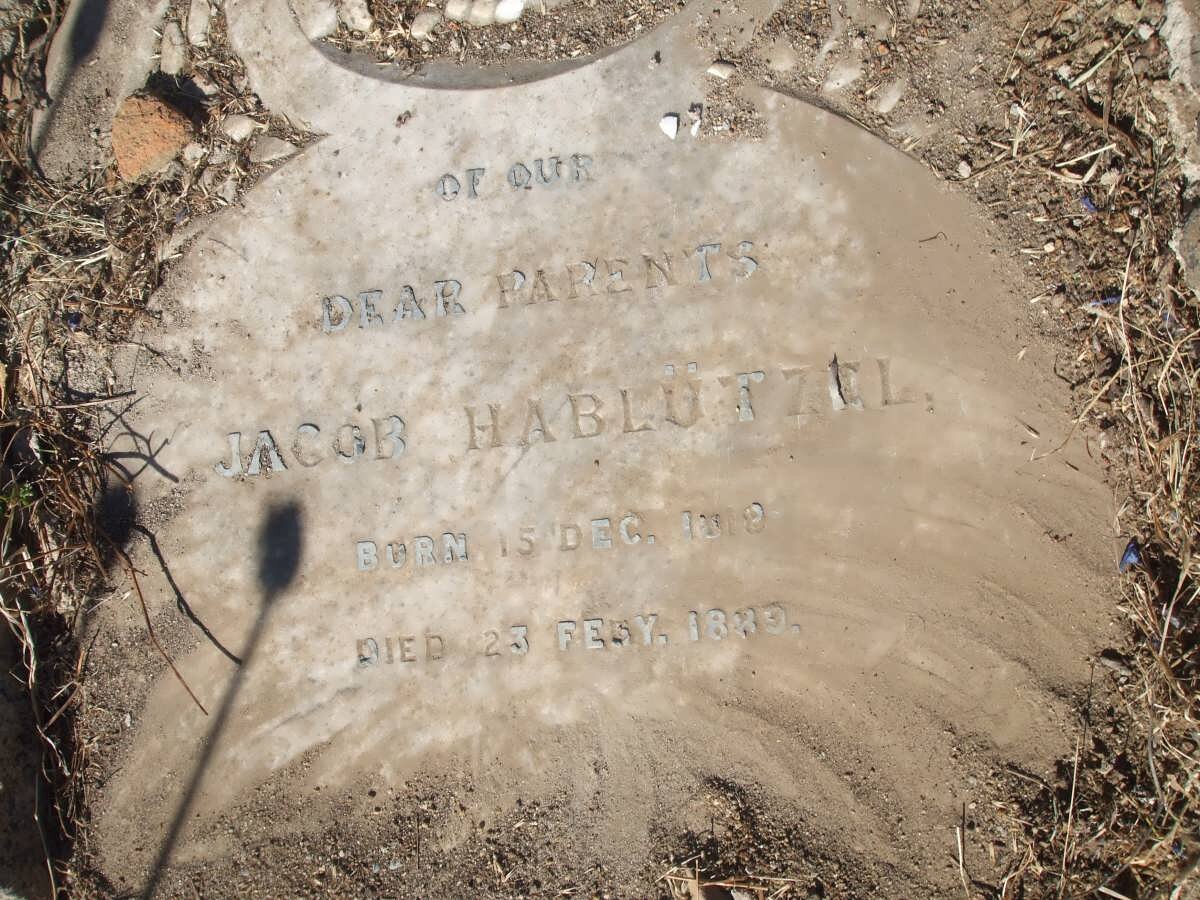 OF OUR
DEAR PARENTS
JACOB HABLÜTZEL,
BORN 15 DEC. 1818
DIED 23 FEBY. 1889.